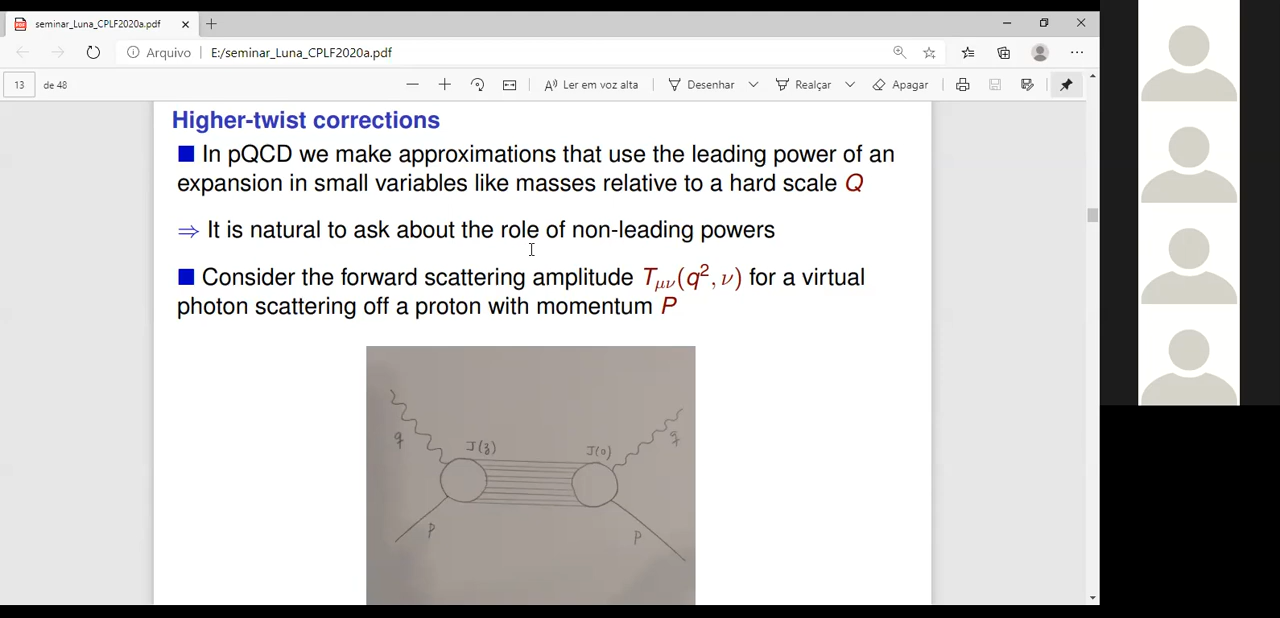 seminar_Luna_CPLF2020a.pdf
Arquivo | E:/seminar_Luna_CPLF2020a.pdf
13 de 48 Ler em voz alta Desenhar Realçar Apagar
Higher-twist corrections
In pQCD we make approximations that use the leading power of an
expansion in small variables like masses relative to a hard scale Q
⇒ It is natural to ask about the role of non-leading powers
Consider the forward scattering amplitude Tμν(q², ν) for a virtual
photon scattering off a proton with momentum P
q J(z) J(0) q
P P